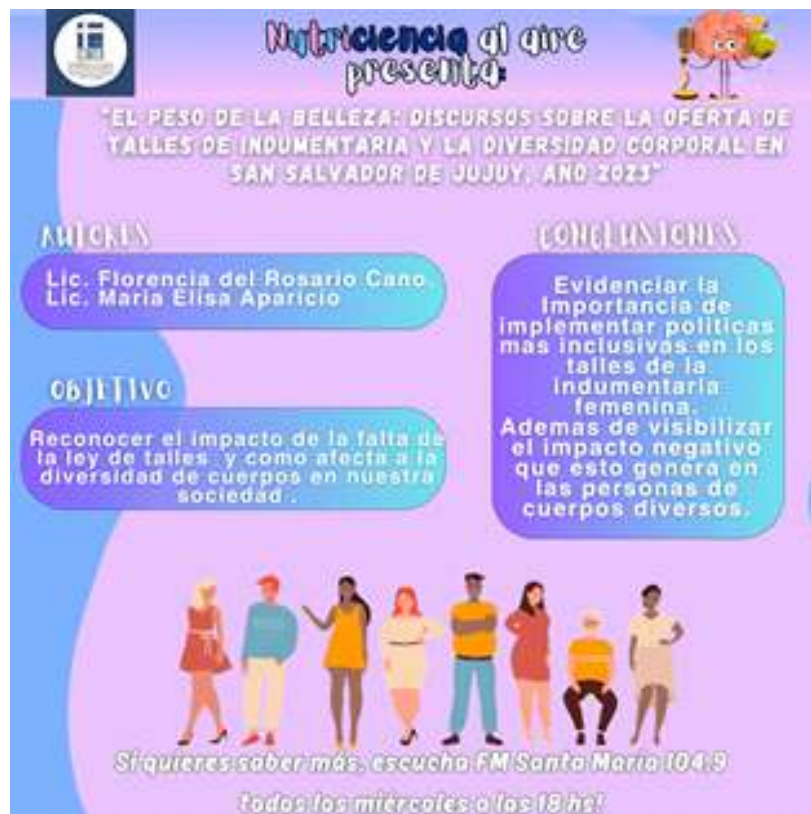 Nutriciencia al aire
presenta:
"EL PESO DE LA BELLEZA: DISCURSOS SOBRE LA OFERTA DE
TALLES DE INDUMENTARIA Y LA DIVERSIDAD CORPORAL EN
SAN SALVADOR DE JUJUY, AÑO 2023"
AUTORES
Lic. Florencia del Rosario Cano,
Lic. Maria Elisa Aparicio
OBJETIVO
Reconocer el impacto de la falta de
la ley de talles y como afecta a la
diversidad de cuerpos en nuestra
sociedad .
CONCLUSIONES
Evidenciar la
Importancia de
implementar politicas
mas inclusivas en los
talles de la
indumentaria
femenina.
Ademas de visibilizar
el impacto negativo
que esto genera en
las personas de
cuerpos diversos.
Si quieres saber más, escucha FM Santa María 104.9
todos los miércoles a las 18 hs!